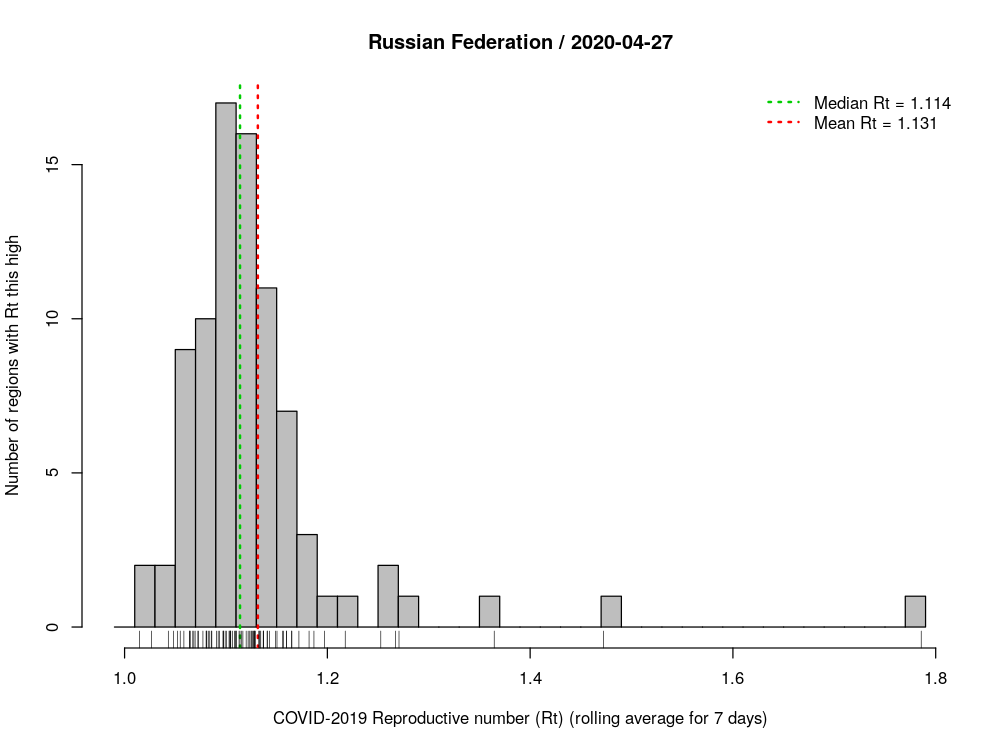 Russian Federation / 2020-04-27
Median Rt = 1.114
Mean Rt = 1.131
Number of regions with Rt this high
15
10
5
0
1.0 1.2 1.4 1.6 1.8
COVID-2019 Reproductive number (Rt) (rolling average for 7 days)